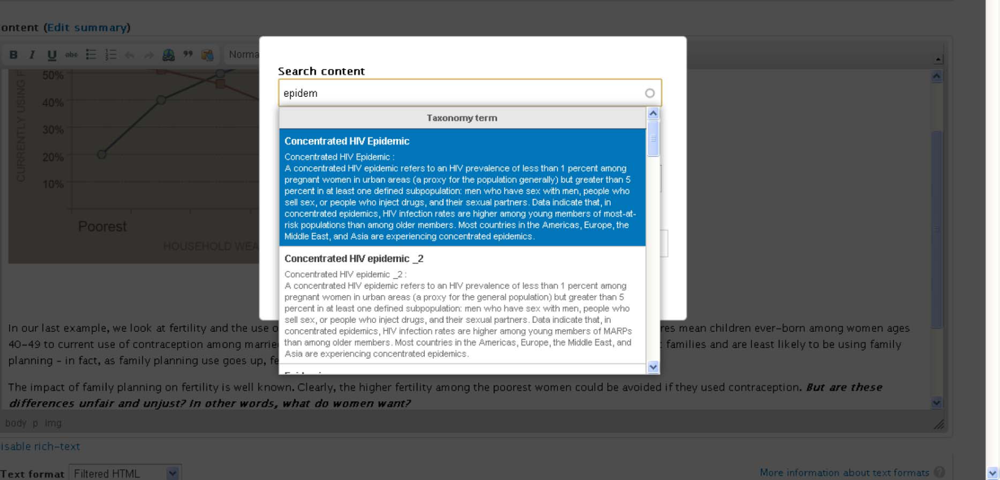 ontent (Edit summary)
B I U abc Norma
Search content
epidem
Taxonomy term
Concentrated HIV Epidemic
Concentrated HIV Epidemic :
A concentrated HIV epidemic refers to an HIV prevalence of less than 1 percent among
pregnant women in urban areas (a proxy for the population generally) but greater than 5
percent in at least one defined subpopulation: men who have sex with men, people who
sell sex, or people who inject drugs, and their sexual partners. Data indicate that, in
concentrated epidemics, HIV infection rates are higher among young members of most-at-
risk populations than among older members. Most countries in the Americas, Europe, the
Middle East, and Asia are experiencing concentrated epidemics.
Concentrated HIV epidemic _2
Concentrated HIV epidemic _2 :
A concentrated HIV epidemic refers to an HIV prevalence of less than 1 percent among
pregnant women in urban areas (a proxy for the general population) but greater than 5
percent in at least one defined subpopulation: men who have sex with men, people who
sell sex, or people who inject drugs, and their sexual partners. Data indicate that, in
concentrated epidemics, HIV infection rates are higher among young members of MARPs
than among older members. Most countries in the Americas, Europe, the Middle East, and
Asia are experiencing concentrated epidemics.
CURRENTLY USING F
50%
40%
30%
20%
10%
Poorest
HOUSEHOLD WEA
In our last example, we look at fertility and the use o res mean children ever-born among women ages
40-49 to current use of contraception among marrie families and are least likely to be using family
planning - in fact, as family planning use goes up, fe
The impact of family planning on fertility is well known. Clearly, the higher fertility among the poorest women could be avoided if they used contraception. But are these
differences unfair and unjust? In other words, what do women want?
body p img
isable rich-text
Text format Filtered HTML
More information about text formats ?